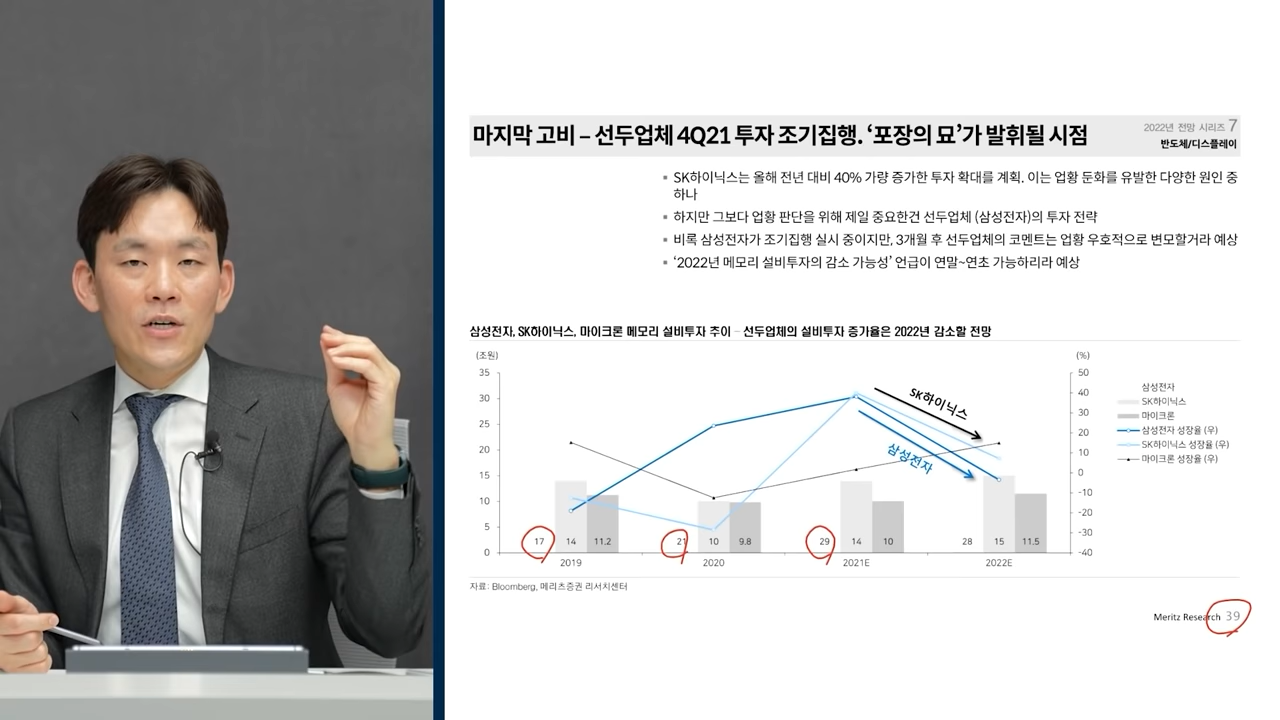 마지막 고비 – 선두업체 4Q21 투자 조기집행. ‘포장의 묘’가 발휘될 시점
2022년 전망 시리즈 7
반도체/디스플레이
▪ SK하이닉스는 올해 전년 대비 40% 가량 증가한 투자 확대를 계획. 이는 업황 둔화를 유발한 다양한 원인 중
하나
▪ 하지만 그보다 업황 판단을 위해 제일 중요한건 선두업체 (삼성전자)의 투자 전략
▪ 비록 삼성전자가 조기집행 실시 중이지만, 3개월 후 선두업체의 코멘트는 업황 우호적으로 변모할거라 예상
▪ ‘2022년 메모리 설비투자의 감소 가능성’ 언급이 연말~연초 가능하리라 예상
삼성전자, SK하이닉스, 마이크론 메모리 설비투자 추이 – 선두업체의 설비투자 증가율은 2022년 감소할 전망
(조원)
(%)
35
30
25
20
15
10
5
0
50
40
30
20
10
0
-10
-20
-30
-40
SK하이닉스
삼성전자
17 14 11.2
21 10 9.8
29 14 10
28 15 11.5
2019 2020 2021E 2022E
삼성전자
SK하이닉스
마이크론
삼성전자 성장율 (우)
SK하이닉스 성장율 (우)
마이크론 성장율 (우)
자료: Bloomberg, 메리츠증권 리서치센터
Meritz Research 39